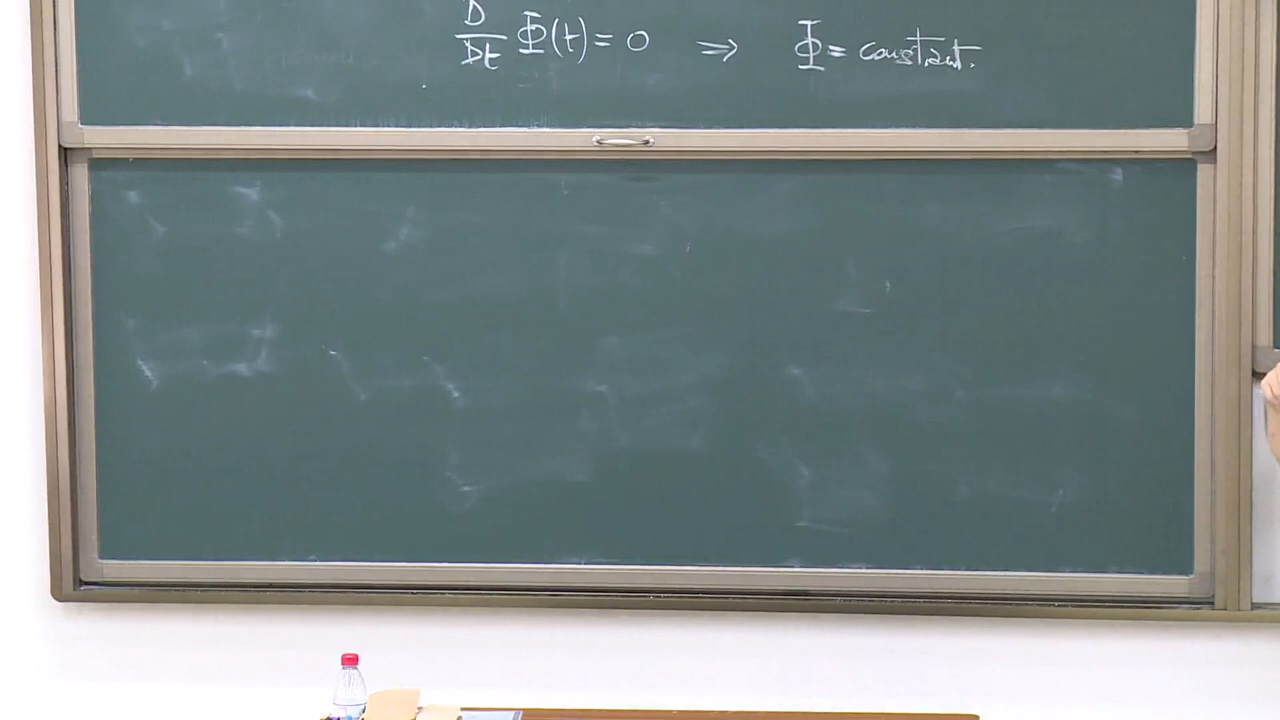 D/Dt Φ(t) = 0 ⇒ Φ = constant.